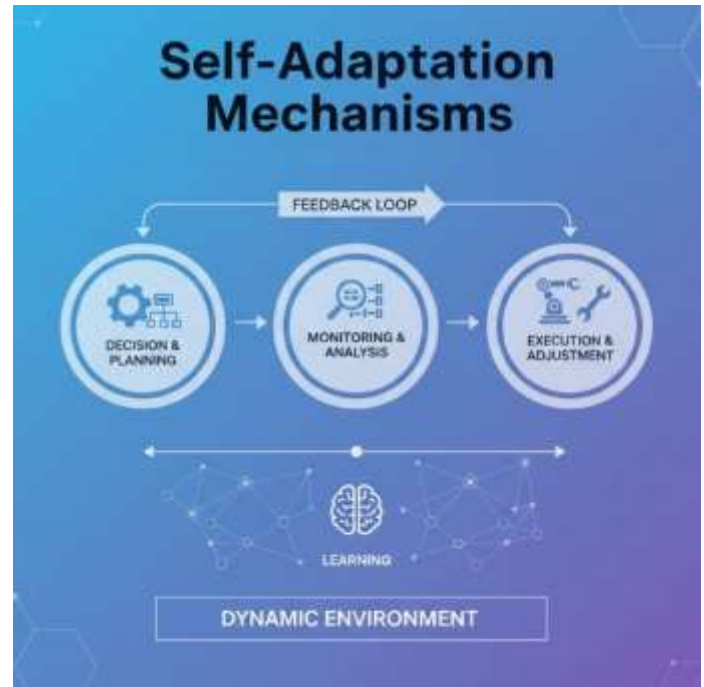 Self-Adaptation
Mechanisms
FEEDBACK LOOP
DECISION &
PLANNING
MONITORING &
ANALYSIS
EXECUTION &
ADJUSTMENT
LEARNING
DYNAMIC ENVIRONMENT